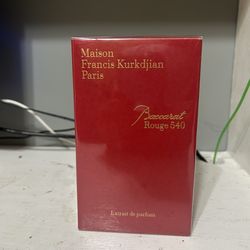 Maison
Francis Kurkdjian
Paris
Baccarat
Rouge 540
Extrait de parfum